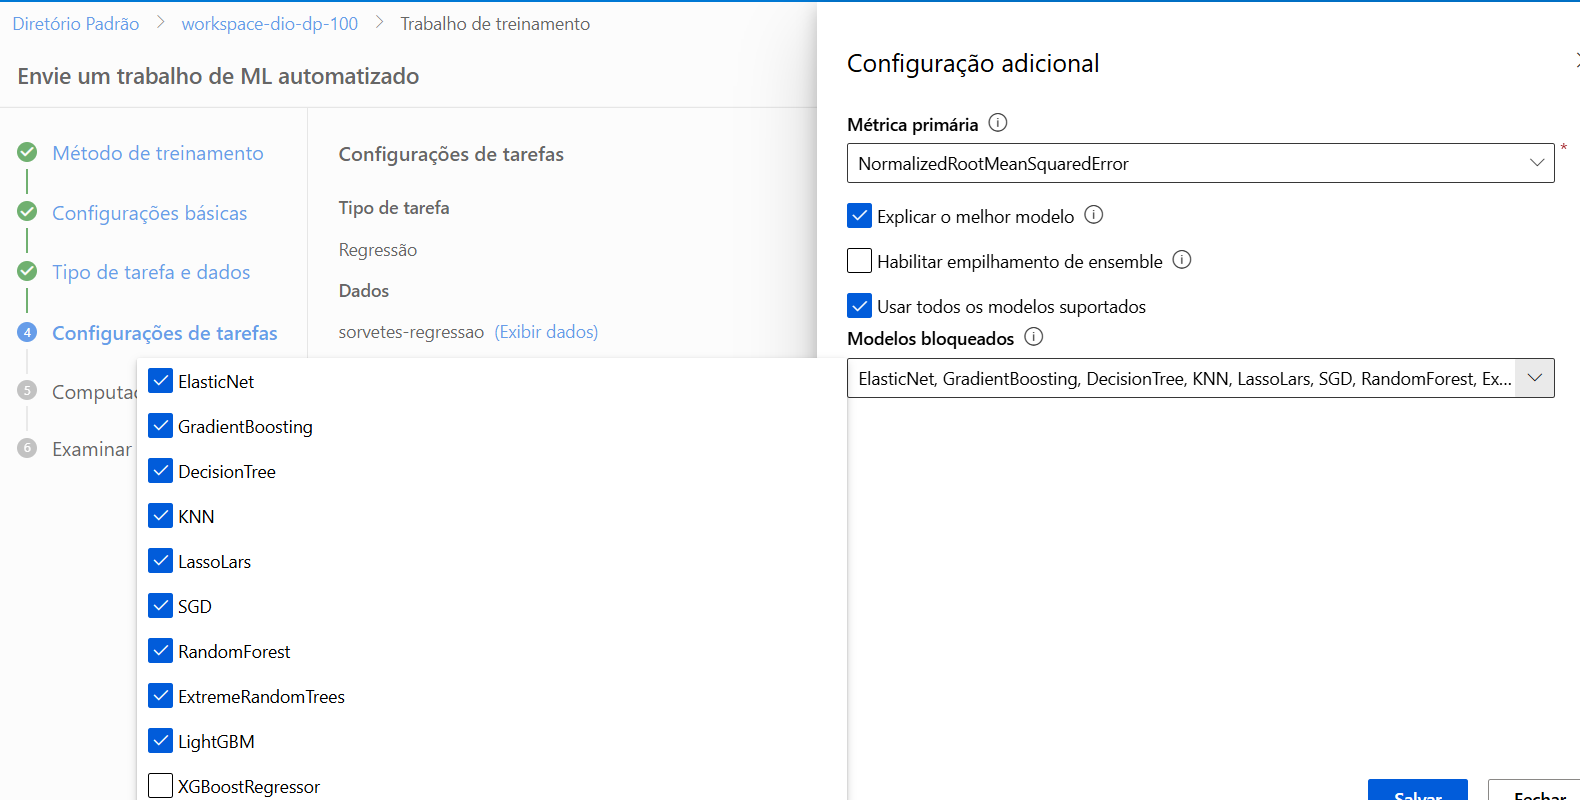 Diretório Padrão > workspace-dio-dp-100 > Trabalho de treinamento
Envie um trabalho de ML automatizado
Método de treinamento
Configurações básicas
Tipo de tarefa e dados
4 Configurações de tarefas
5 Computaç
6 Examinar
Configurações de tarefas
Tipo de tarefa
Regressão
Dados
sorvetes-regressao (Exibir dados)
ElasticNet
GradientBoosting
DecisionTree
KNN
LassoLars
SGD
RandomForest
ExtremeRandomTrees
LightGBM
XGBoostRegressor
Configuração adicional
Métrica primária
NormalizedRootMeanSquaredError *
Explicar o melhor modelo
Habilitar empilhamento de ensemble
Usar todos os modelos suportados
Modelos bloqueados
ElasticNet, GradientBoosting, DecisionTree, KNN, LassoLars, SGD, RandomForest, Ex...
Salvar
Fechar